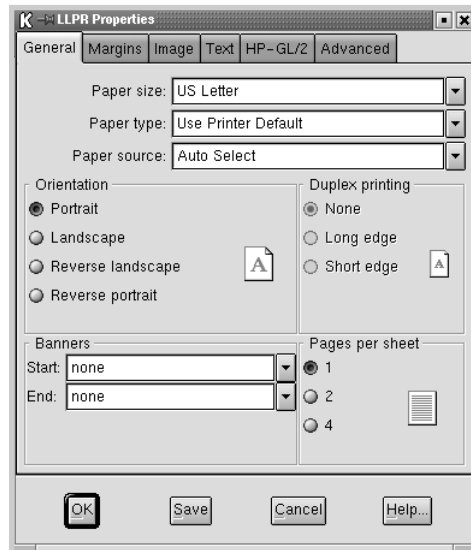 K LLPR Properties
General Margins Image Text HP-GL/2 Advanced
Paper size: US Letter
Paper type: Use Printer Default
Paper source: Auto Select
Orientation
Portrait
Landscape
Reverse landscape
Reverse portrait
A
Duplex printing
None
Long edge
Short edge
A
Banners
Start: none
End: none
Pages per sheet
1
2
4
OK Save Cancel Help...